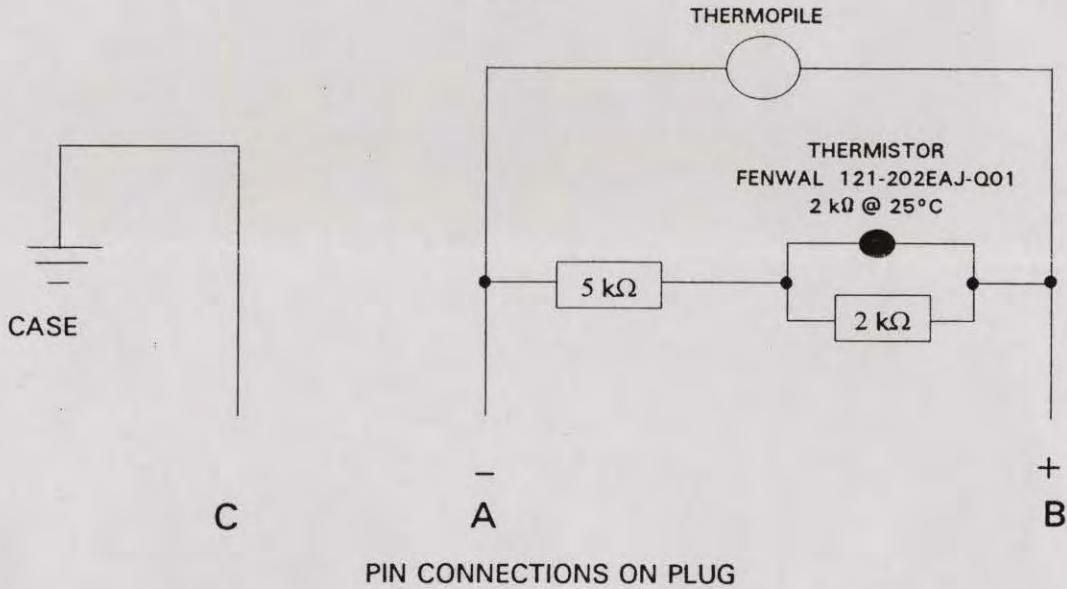 THERMOPILE
THERMISTOR
FENWAL 121-202EAJ-Q01
2 kΩ @ 25°C
5 kΩ
2 kΩ
CASE
−
+
C
A
B
PIN CONNECTIONS ON PLUG